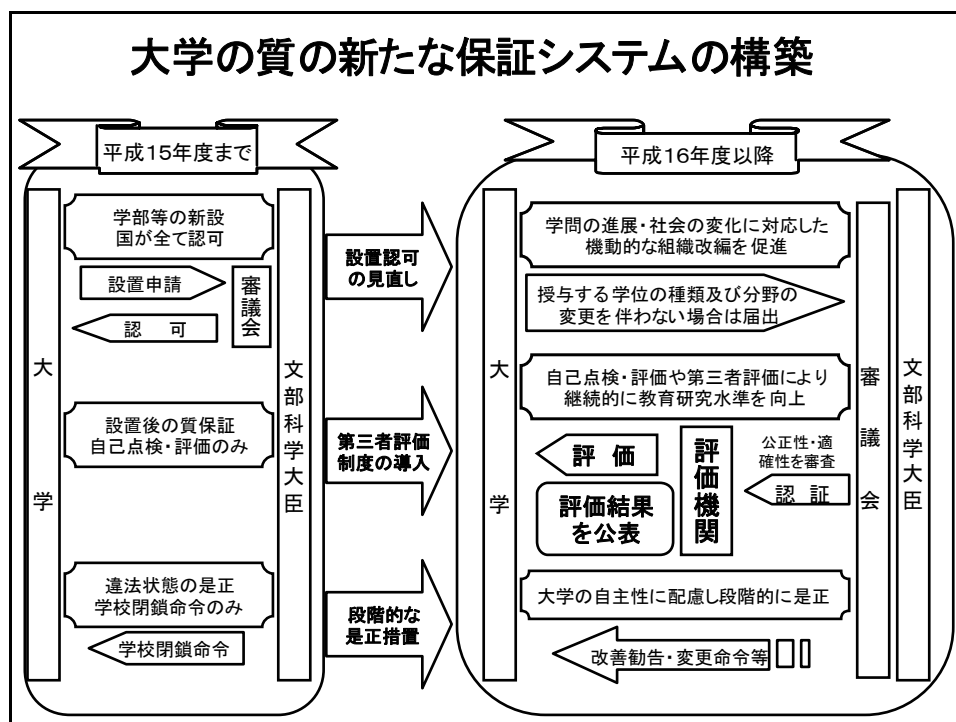 大学の質の新たな保証システムの構築
平成15年度まで
大学
学部等の新設
国が全て認可
設置申請
認　可
審議会
設置後の質保証
自己点検・評価のみ
違法状態の是正
学校閉鎖命令のみ
学校閉鎖命令
文部科学大臣
設置認可
の見直し
第三者評価
制度の導入
段階的な
是正措置
平成16年度以降
大学
学問の進展・社会の変化に対応した
機動的な組織改編を促進
授与する学位の種類及び分野の
変更を伴わない場合は届出
自己点検・評価や第三者評価により
継続的に教育研究水準を向上
評　価
評価結果
を公表
評価機関
公正性・適
確性を審査
認　証
大学の自主性に配慮し段階的に是正
改善勧告・変更命令等
審議会
文部科学大臣